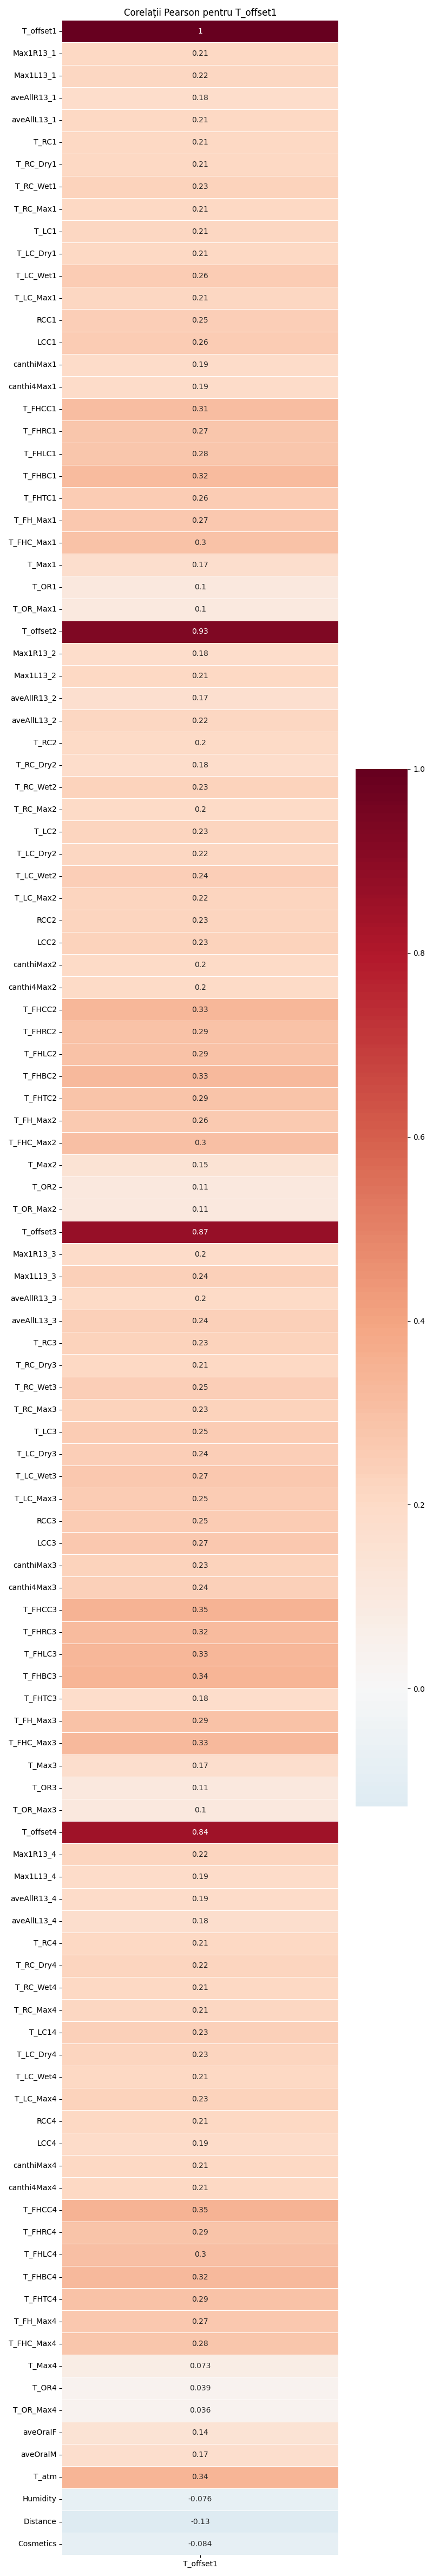 Corelații Pearson pentru T_offset1
T_offset1 1
Max1R13_1 0.21
Max1L13_1 0.22
aveAllR13_1 0.18
aveAllL13_1 0.21
T_RC1 0.21
T_RC_Dry1 0.21
T_RC_Wet1 0.23
T_RC_Max1 0.21
T_LC1 0.21
T_LC_Dry1 0.21
T_LC_Wet1 0.26
T_LC_Max1 0.21
RCC1 0.25
LCC1 0.26
canthiMax1 0.19
canthi4Max1 0.19
T_FHCC1 0.31
T_FHRC1 0.27
T_FHLC1 0.28
T_FHBC1 0.32
T_FHTC1 0.26
T_FH_Max1 0.27
T_FHC_Max1 0.3
T_Max1 0.17
T_OR1 0.1
T_OR_Max1 0.1
T_offset2 0.93
Max1R13_2 0.18
Max1L13_2 0.21
aveAllR13_2 0.17
aveAllL13_2 0.22
T_RC2 0.2
T_RC_Dry2 0.18
T_RC_Wet2 0.23
T_RC_Max2 0.2
T_LC2 0.23
T_LC_Dry2 0.22
T_LC_Wet2 0.24
T_LC_Max2 0.22
RCC2 0.23
LCC2 0.23
canthiMax2 0.2
canthi4Max2 0.2
T_FHCC2 0.33
T_FHRC2 0.29
T_FHLC2 0.29
T_FHBC2 0.33
T_FHTC2 0.29
T_FH_Max2 0.26
T_FHC_Max2 0.3
T_Max2 0.15
T_OR2 0.11
T_OR_Max2 0.11
T_offset3 0.87
Max1R13_3 0.2
Max1L13_3 0.24
aveAllR13_3 0.2
aveAllL13_3 0.24
T_RC3 0.23
T_RC_Dry3 0.21
T_RC_Wet3 0.25
T_RC_Max3 0.23
T_LC3 0.25
T_LC_Dry3 0.24
T_LC_Wet3 0.27
T_LC_Max3 0.25
RCC3 0.25
LCC3 0.27
canthiMax3 0.23
canthi4Max3 0.24
T_FHCC3 0.35
T_FHRC3 0.32
T_FHLC3 0.33
T_FHBC3 0.34
T_FHTC3 0.18
T_FH_Max3 0.29
T_FHC_Max3 0.33
T_Max3 0.17
T_OR3 0.11
T_OR_Max3 0.1
T_offset4 0.84
Max1R13_4 0.22
Max1L13_4 0.19
aveAllR13_4 0.19
aveAllL13_4 0.18
T_RC4 0.21
T_RC_Dry4 0.22
T_RC_Wet4 0.21
T_RC_Max4 0.21
T_LC14 0.23
T_LC_Dry4 0.23
T_LC_Wet4 0.21
T_LC_Max4 0.23
RCC4 0.21
LCC4 0.19
canthiMax4 0.21
canthi4Max4 0.21
T_FHCC4 0.35
T_FHRC4 0.29
T_FHLC4 0.3
T_FHBC4 0.32
T_FHTC4 0.29
T_FH_Max4 0.27
T_FHC_Max4 0.28
T_Max4 0.073
T_OR4 0.039
T_OR_Max4 0.036
aveOralF 0.14
aveOralM 0.17
T_atm 0.34
Humidity -0.076
Distance -0.13
Cosmetics -0.084
T_offset1
1.0
0.8
0.6
0.4
0.2
0.0